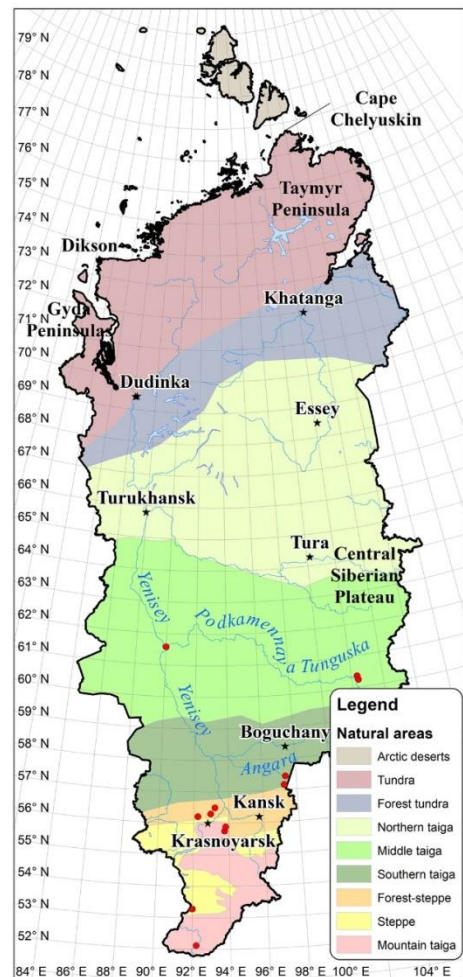 79° N
78° N
77° N
Cape
Chelyuskin
76° N
75° N
Taymyr
Peninsula
74° N
73° N
Dikson
72° N
Khatanga
71° N
Gyda
Peninsulas
70° N
Dudinka
69° N
Essey
68° N
67° N
66° N
Turukhansk
65° N
Tura
64° N
Central
Siberian
Plateau
63° N
Yenisey
Podkamennaya Tunguska
62° N
61° N
60° N
Yenisey
59° N
Boguchany
58° N
Angara
57° N
Kansk
56° N
Krasnoyarsk
55° N
54° N
53° N
52° N
Legend
Natural areas
Arctic deserts
Tundra
Forest tundra
Northern taiga
Middle taiga
Southern taiga
Forest-steppe
Steppe
Mountain taiga
84° E 86° E 88° E 90° E 92° E 94° E 96° E 98° E 100° E 102° E 104° E